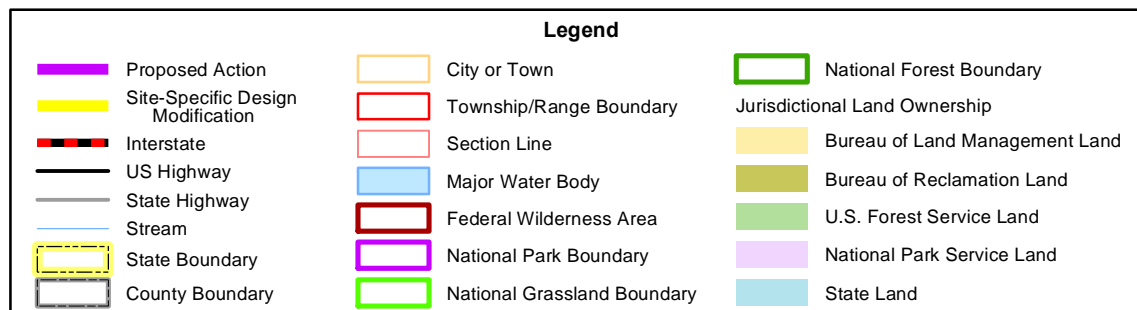 Legend
Proposed Action
Site-Specific Design
Modification
Interstate
US Highway
State Highway
Stream
State Boundary
County Boundary
City or Town
Township/Range Boundary
Section Line
Major Water Body
Federal Wilderness Area
National Park Boundary
National Grassland Boundary
National Forest Boundary
Jurisdictional Land Ownership
Bureau of Land Management Land
Bureau of Reclamation Land
U.S. Forest Service Land
National Park Service Land
State Land